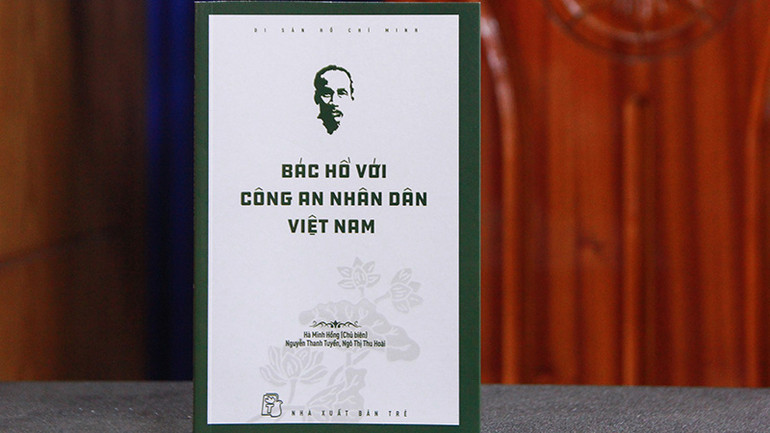 DI SẢN HỒ CHÍ MINH
BÁC HỒ VỚI
CÔNG AN NHÂN DÂN
VIỆT NAM
Hà Minh Hồng (Chủ biên)
Nguyễn Thanh Tuyền, Ngô Thị Thu Hoài
NHÀ XUẤT BẢN TRẺ